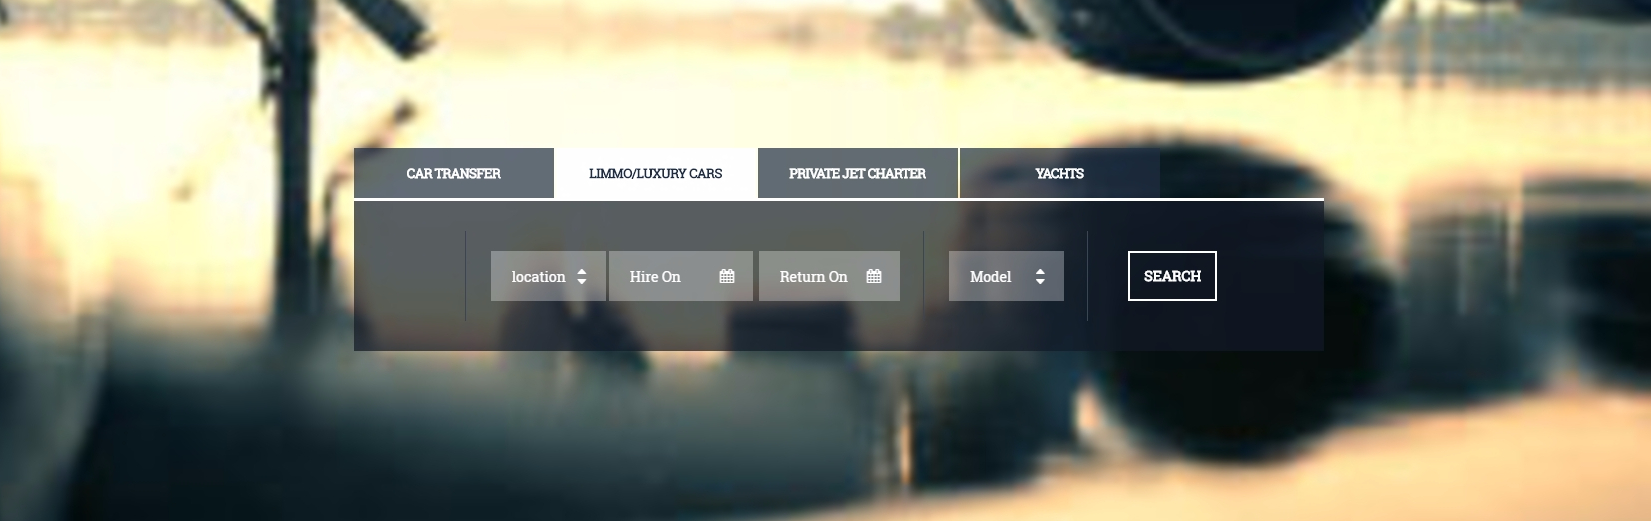 CAR TRANSFER LIMMO/LUXURY CARS PRIVATE JET CHARTER YACHTS
location Hire On Return On Model SEARCH